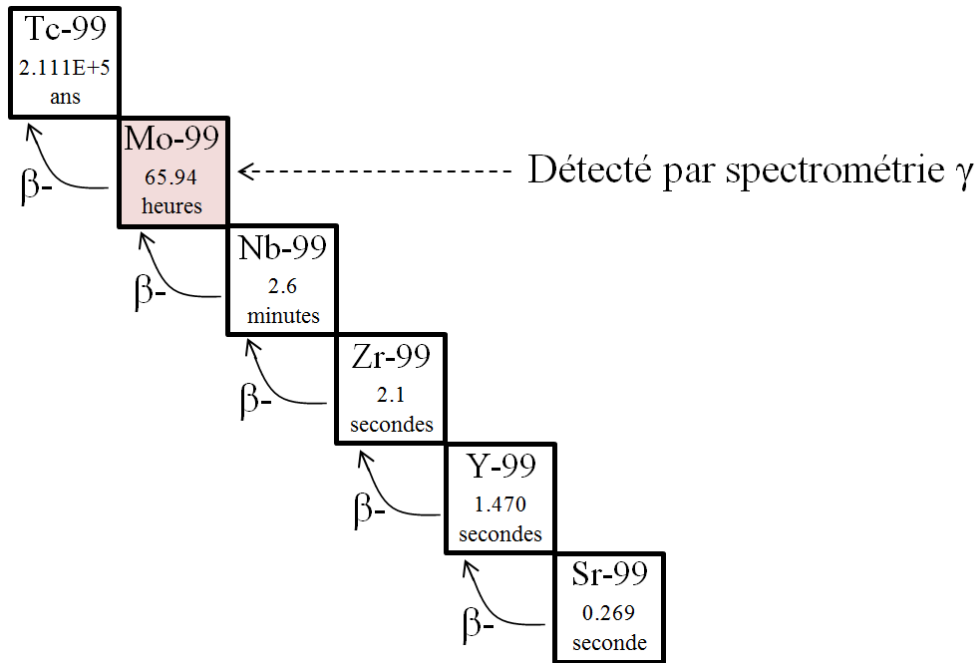 Tc-99
2.111E+5
ans
β-
Mo-99
65.94
heures
Détecté par spectrométrie γ
β-
Nb-99
2.6
minutes
β-
Zr-99
2.1
secondes
β-
Y-99
1.470
secondes
β-
Sr-99
0.269
seconde